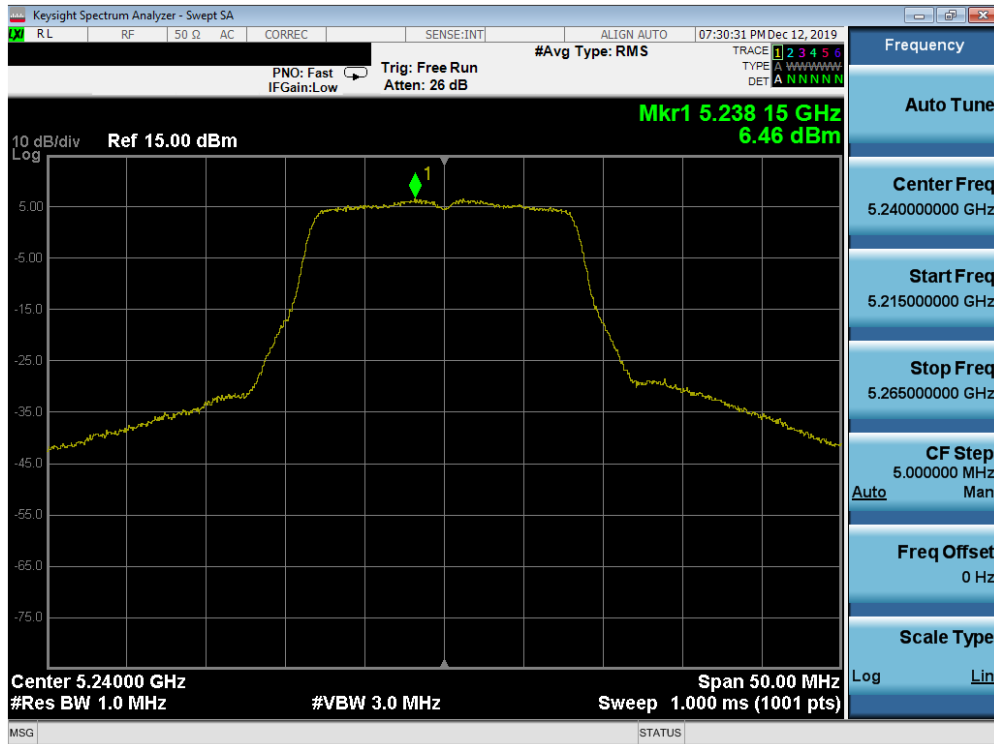 Keysight Spectrum Analyzer - Swept SA
LXI RL RF 50 Ω AC CORREC SENSE:INT ALIGN AUTO 07:30:31 PM Dec 12, 2019
PNO: Fast Trig: Free Run #Avg Type: RMS TRACE 1 2 3 4 5 6
TYPE A WWWWW
IFGain:Low Atten: 26 dB DET A N N N N N
Mkr1 5.238 15 GHz
6.46 dBm
10 dB/div Ref 15.00 dBm
Log
1
5.00
-5.00
-15.0
-25.0
-35.0
-45.0
-55.0
-65.0
-75.0
Center 5.24000 GHz Span 50.00 MHz
#Res BW 1.0 MHz #VBW 3.0 MHz Sweep 1.000 ms (1001 pts)
MSG STATUS
Frequency
Auto Tune
Center Freq
5.240000000 GHz
Start Freq
5.215000000 GHz
Stop Freq
5.265000000 GHz
CF Step
5.000000 MHz
Auto Man
Freq Offset
0 Hz
Scale Type
Log Lin